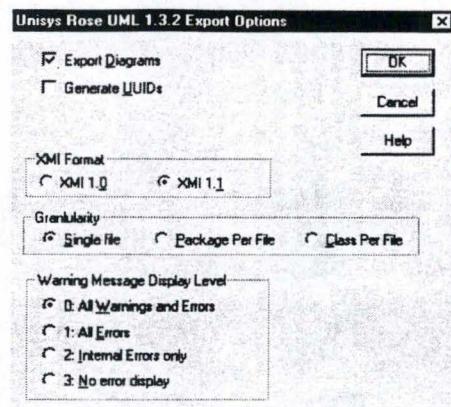 Unisys Rose UML 1.3.2 Export Options
Export Diagrams
Generate UUIDs
OK
Cancel
Help
XMI Format
XMI 1.0
XMI 1.1
Granlularity
Single file
Package Per File
Class Per File
Warning Message Display Level
0: All Warnings and Errors
1: All Errors
2: Internal Errors only
3: No error display